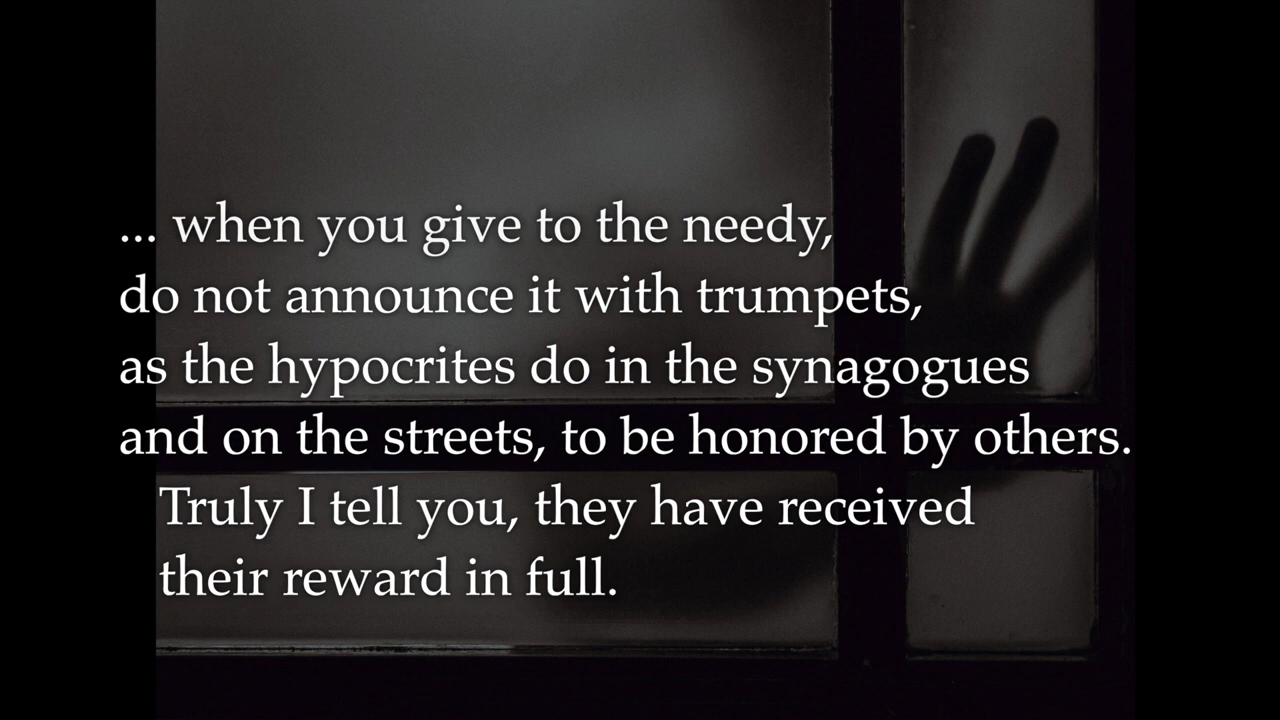 ... when you give to the needy,
do not announce it with trumpets,
as the hypocrites do in the synagogues
and on the streets, to be honored by others.
Truly I tell you, they have received
their reward in full.